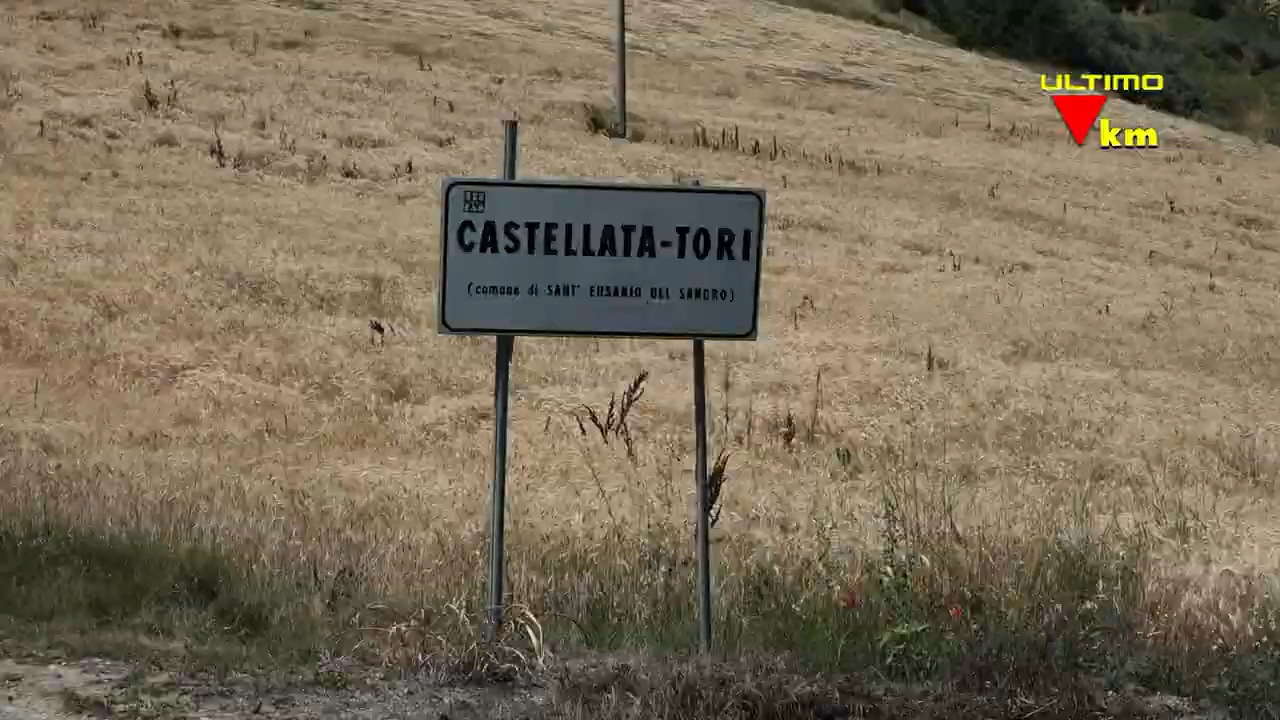 ULTIMO
km
CASTELLATA-TORI
(comune di SANT' EUSANIO DEL SANGRO)